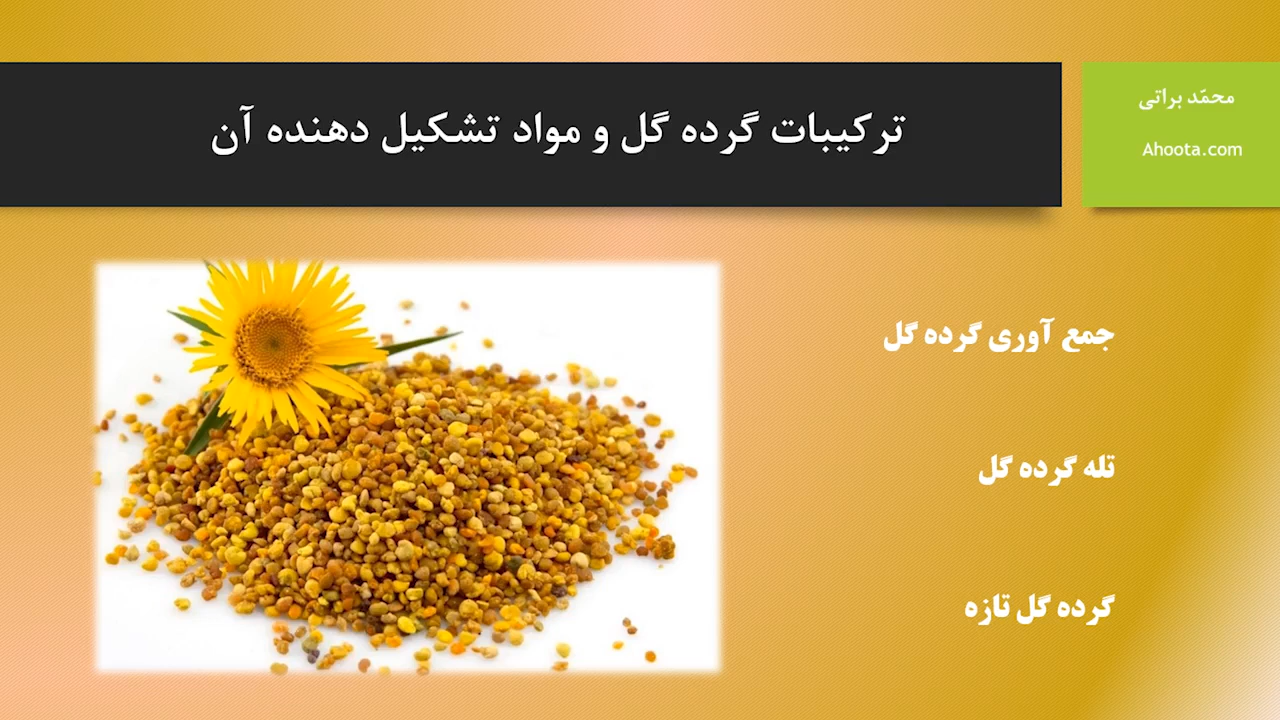 محمّد براتی
Ahoota.com
ترکیبات گرده گل و مواد تشکیل دهنده آن
جمع آوری گرده گل
تله گرده گل
گرده گل تازه